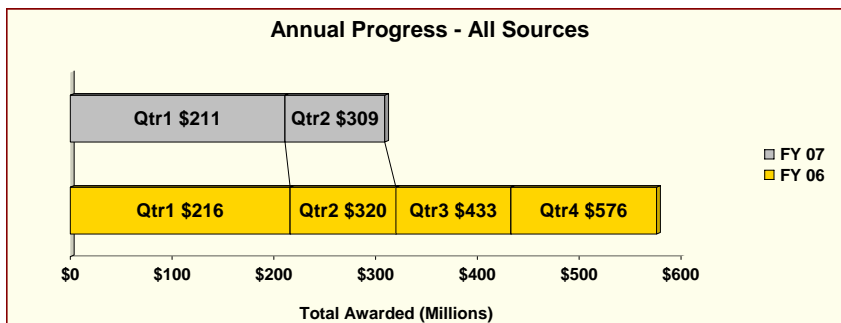 Annual Progress - All Sources
Qtr1 $211 Qtr2 $309
FY 07
FY 06
Qtr1 $216 Qtr2 $320 Qtr3 $433 Qtr4 $576
$0 $100 $200 $300 $400 $500 $600
Total Awarded (Millions)